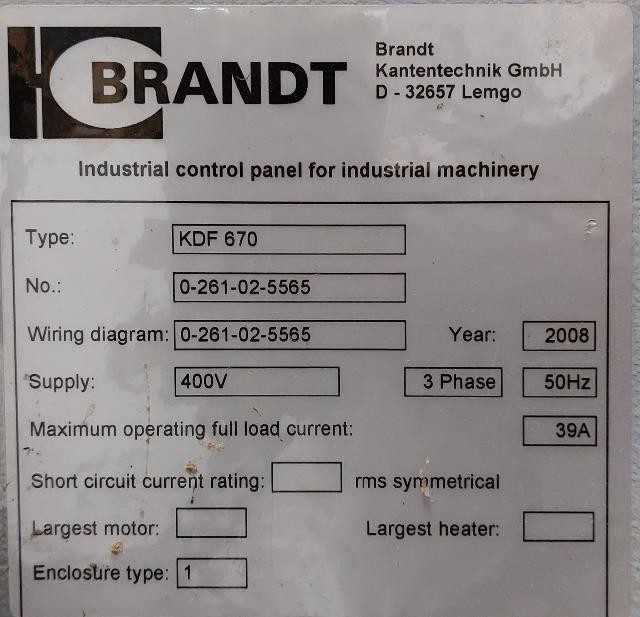 BRANDT
Brandt
Kantentechnik GmbH
D - 32657 Lemgo
Industrial control panel for industrial machinery
Type: KDF 670
No.: 0-261-02-5565
Wiring diagram: 0-261-02-5565 Year: 2008
Supply: 400V 3 Phase 50Hz
Maximum operating full load current: 39A
Short circuit current rating: rms symmetrical
Largest motor: Largest heater:
Enclosure type: 1